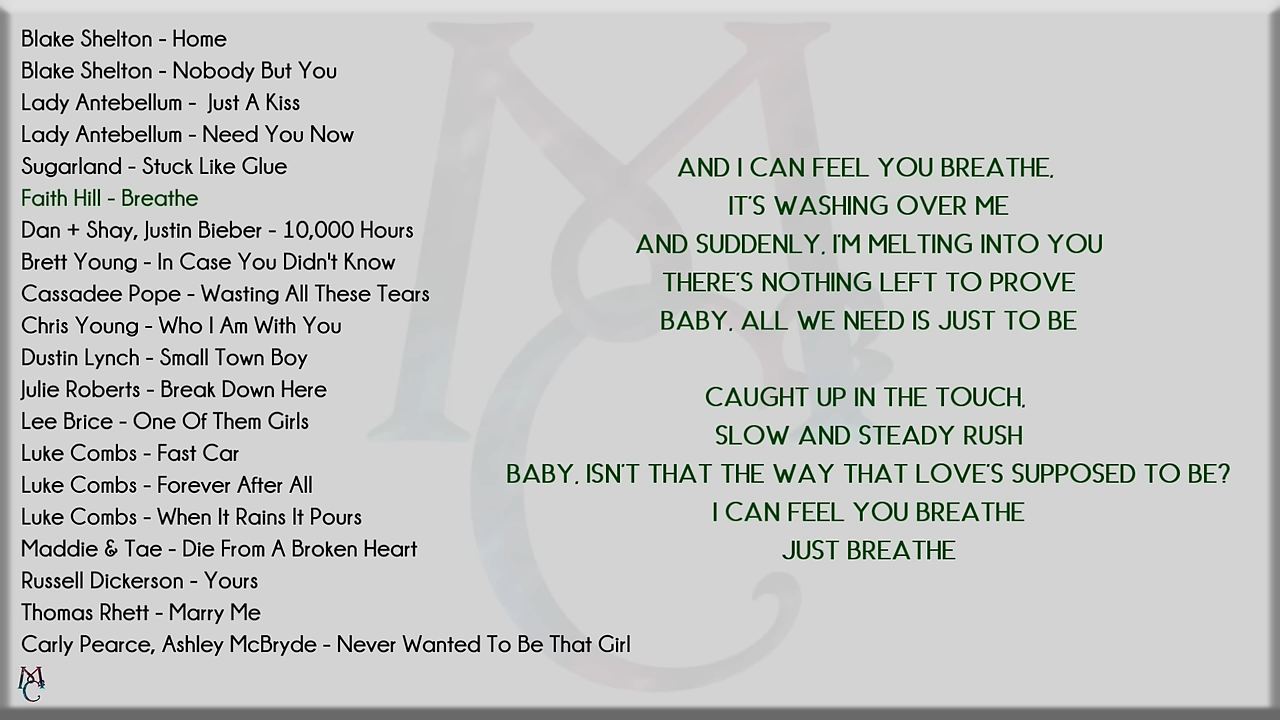 Blake Shelton - Home
Blake Shelton - Nobody But You
Lady Antebellum -  Just A Kiss
Lady Antebellum - Need You Now
Sugarland - Stuck Like Glue
Faith Hill - Breathe
Dan + Shay, Justin Bieber - 10,000 Hours
Brett Young - In Case You Didn't Know
Cassadee Pope - Wasting All These Tears
Chris Young - Who I Am With You
Dustin Lynch - Small Town Boy
Julie Roberts - Break Down Here
Lee Brice - One Of Them Girls
Luke Combs - Fast Car
Luke Combs - Forever After All
Luke Combs - When It Rains It Pours
Maddie & Tae - Die From A Broken Heart
Russell Dickerson - Yours
Thomas Rhett - Marry Me
Carly Pearce, Ashley McBryde - Never Wanted To Be That Girl
AND I CAN FEEL YOU BREATHE,
IT'S WASHING OVER ME
AND SUDDENLY, I'M MELTING INTO YOU
THERE'S NOTHING LEFT TO PROVE
BABY, ALL WE NEED IS JUST TO BE
CAUGHT UP IN THE TOUCH,
SLOW AND STEADY RUSH
BABY, ISN'T THAT THE WAY THAT LOVE'S SUPPOSED TO BE?
I CAN FEEL YOU BREATHE
JUST BREATHE